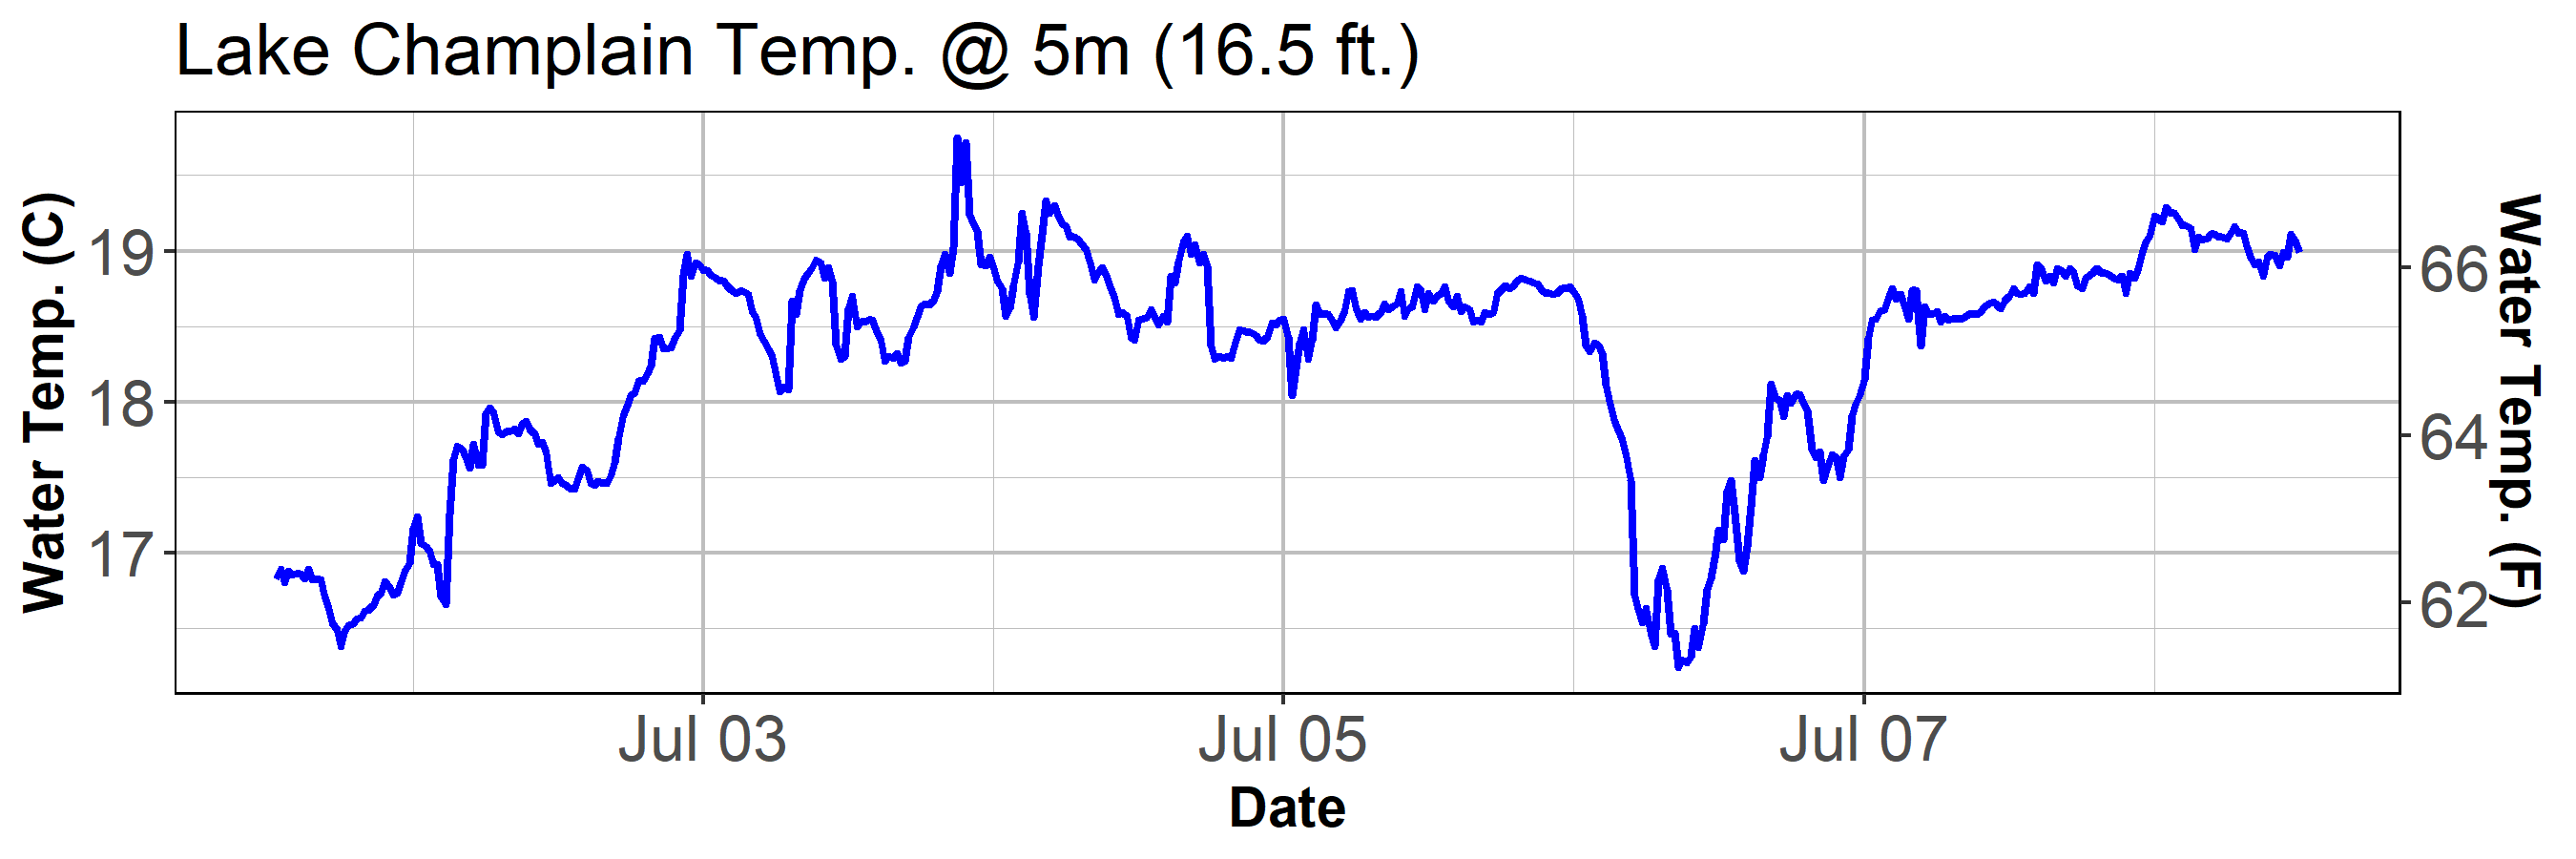 Lake Champlain Temp. @ 5m (16.5 ft.)
Water Temp. (C)
19
18
17
66
64
62
Water Temp. (F)
Jul 03 Jul 05 Jul 07
Date